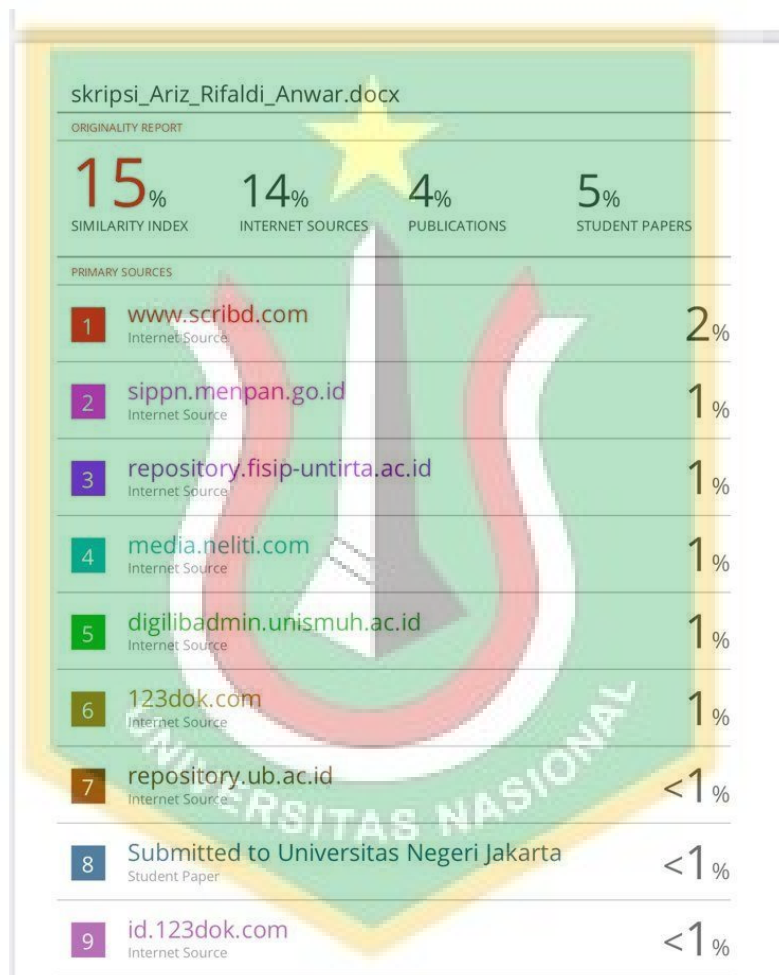 skripsi_Ariz_Rifaldi_Anwar.docx
ORIGINALITY REPORT
15% 14% 4% 5%
SIMILARITY INDEX INTERNET SOURCES PUBLICATIONS STUDENT PAPERS
PRIMARY SOURCES
1 www.scribd.com 2%
Internet Source
2 sippn.menpan.go.id 1%
Internet Source
3 repository.fisip-untirta.ac.id 1%
Internet Source
4 media.neliti.com 1%
Internet Source
5 digilibadmin.unismuh.ac.id 1%
Internet Source
6 123dok.com 1%
Internet Source
7 repository.ub.ac.id <1%
Internet Source
8 Submitted to Universitas Negeri Jakarta <1%
Student Paper
9 id.123dok.com <1%
Internet Source
UNIVERSITAS NASIONAL